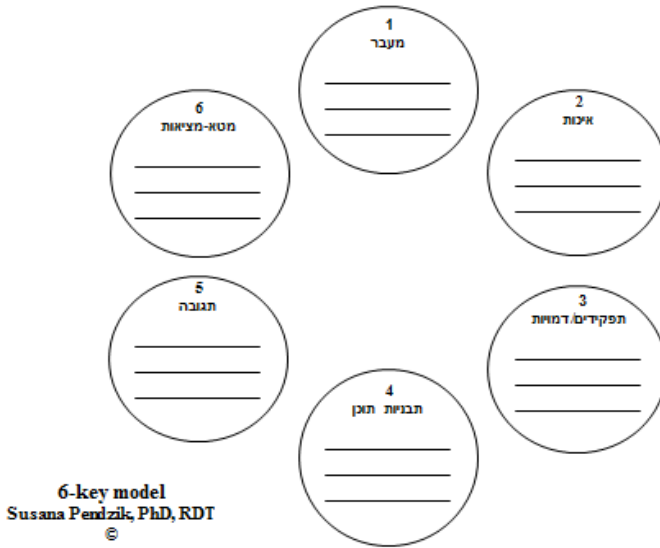 1
מעבר
2
איכות
3
תפקידים/דמויות
4
תבניות תוכן
5
תגובה
6
מטא-מציאות
6-key model
Susana Pendzik, PhD, RDT
©